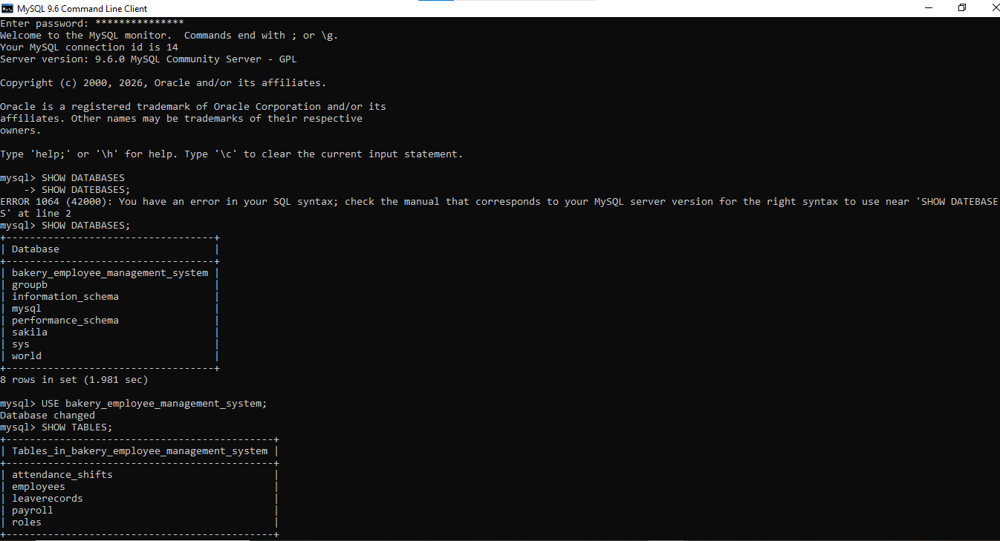 MySQL 9.6 Command Line Client
Enter password: ***************
Welcome to the MySQL monitor.  Commands end with ; or \g.
Your MySQL connection id is 14
Server version: 9.6.0 MySQL Community Server - GPL
Copyright (c) 2000, 2026, Oracle and/or its affiliates.
Oracle is a registered trademark of Oracle Corporation and/or its
affiliates. Other names may be trademarks of their respective
owners.
Type 'help;' or '\h' for help. Type '\c' to clear the current input statement.
mysql> SHOW DATABASES
    -> SHOW DATEBASES;
ERROR 1064 (42000): You have an error in your SQL syntax; check the manual that corresponds to your MySQL server version for the right syntax to use near 'SHOW DATEBASE
S' at line 2
mysql> SHOW DATABASES;
+-----------------------------------+
| Database                          |
+-----------------------------------+
| bakery_employee_management_system |
| groupb                            |
| information_schema                |
| mysql                             |
| performance_schema                |
| sakila                            |
| sys                               |
| world                             |
+-----------------------------------+
8 rows in set (1.981 sec)
mysql> USE bakery_employee_management_system;
Database changed
mysql> SHOW TABLES;
+---------------------------------------------+
| Tables_in_bakery_employee_management_system |
+---------------------------------------------+
| attendance_shifts                           |
| employees                                   |
| leaverecords                                |
| payroll                                     |
| roles                                       |
+---------------------------------------------+